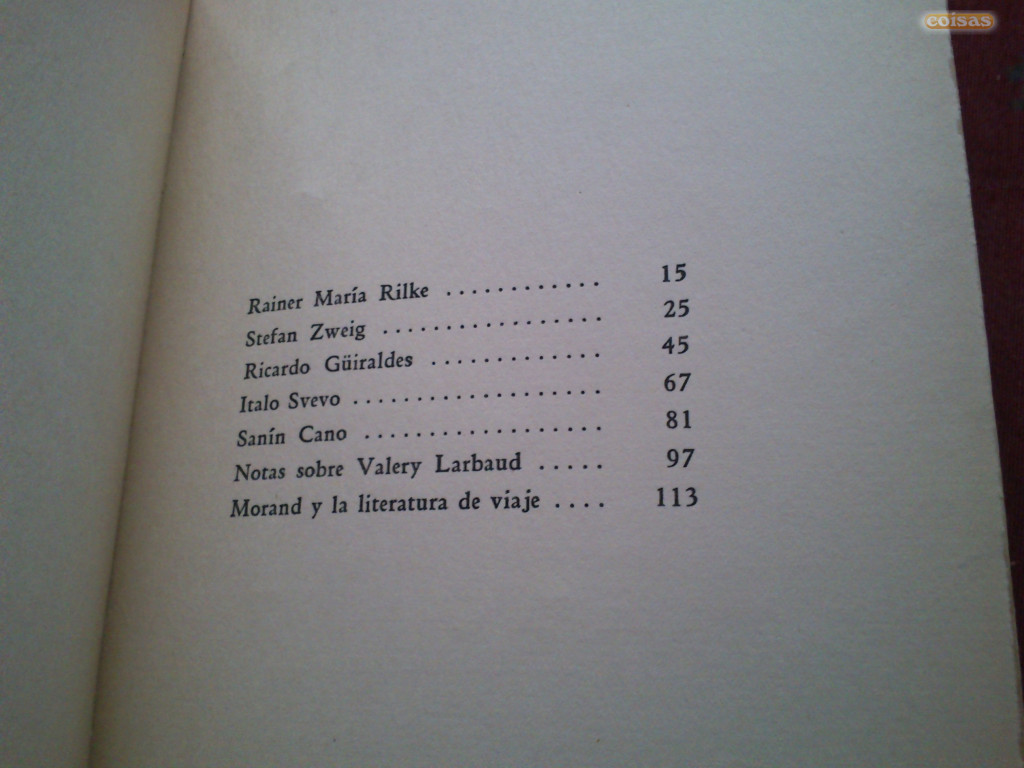 coisas
Rainer María Rilke ............ 15
Stefan Zweig .................. 25
Ricardo Güiraldes .............. 45
Italo Svevo .................... 67
Sanín Cano ................... 81
Notas sobre Valery Larbaud ..... 97
Morand y la literatura de viaje .... 113